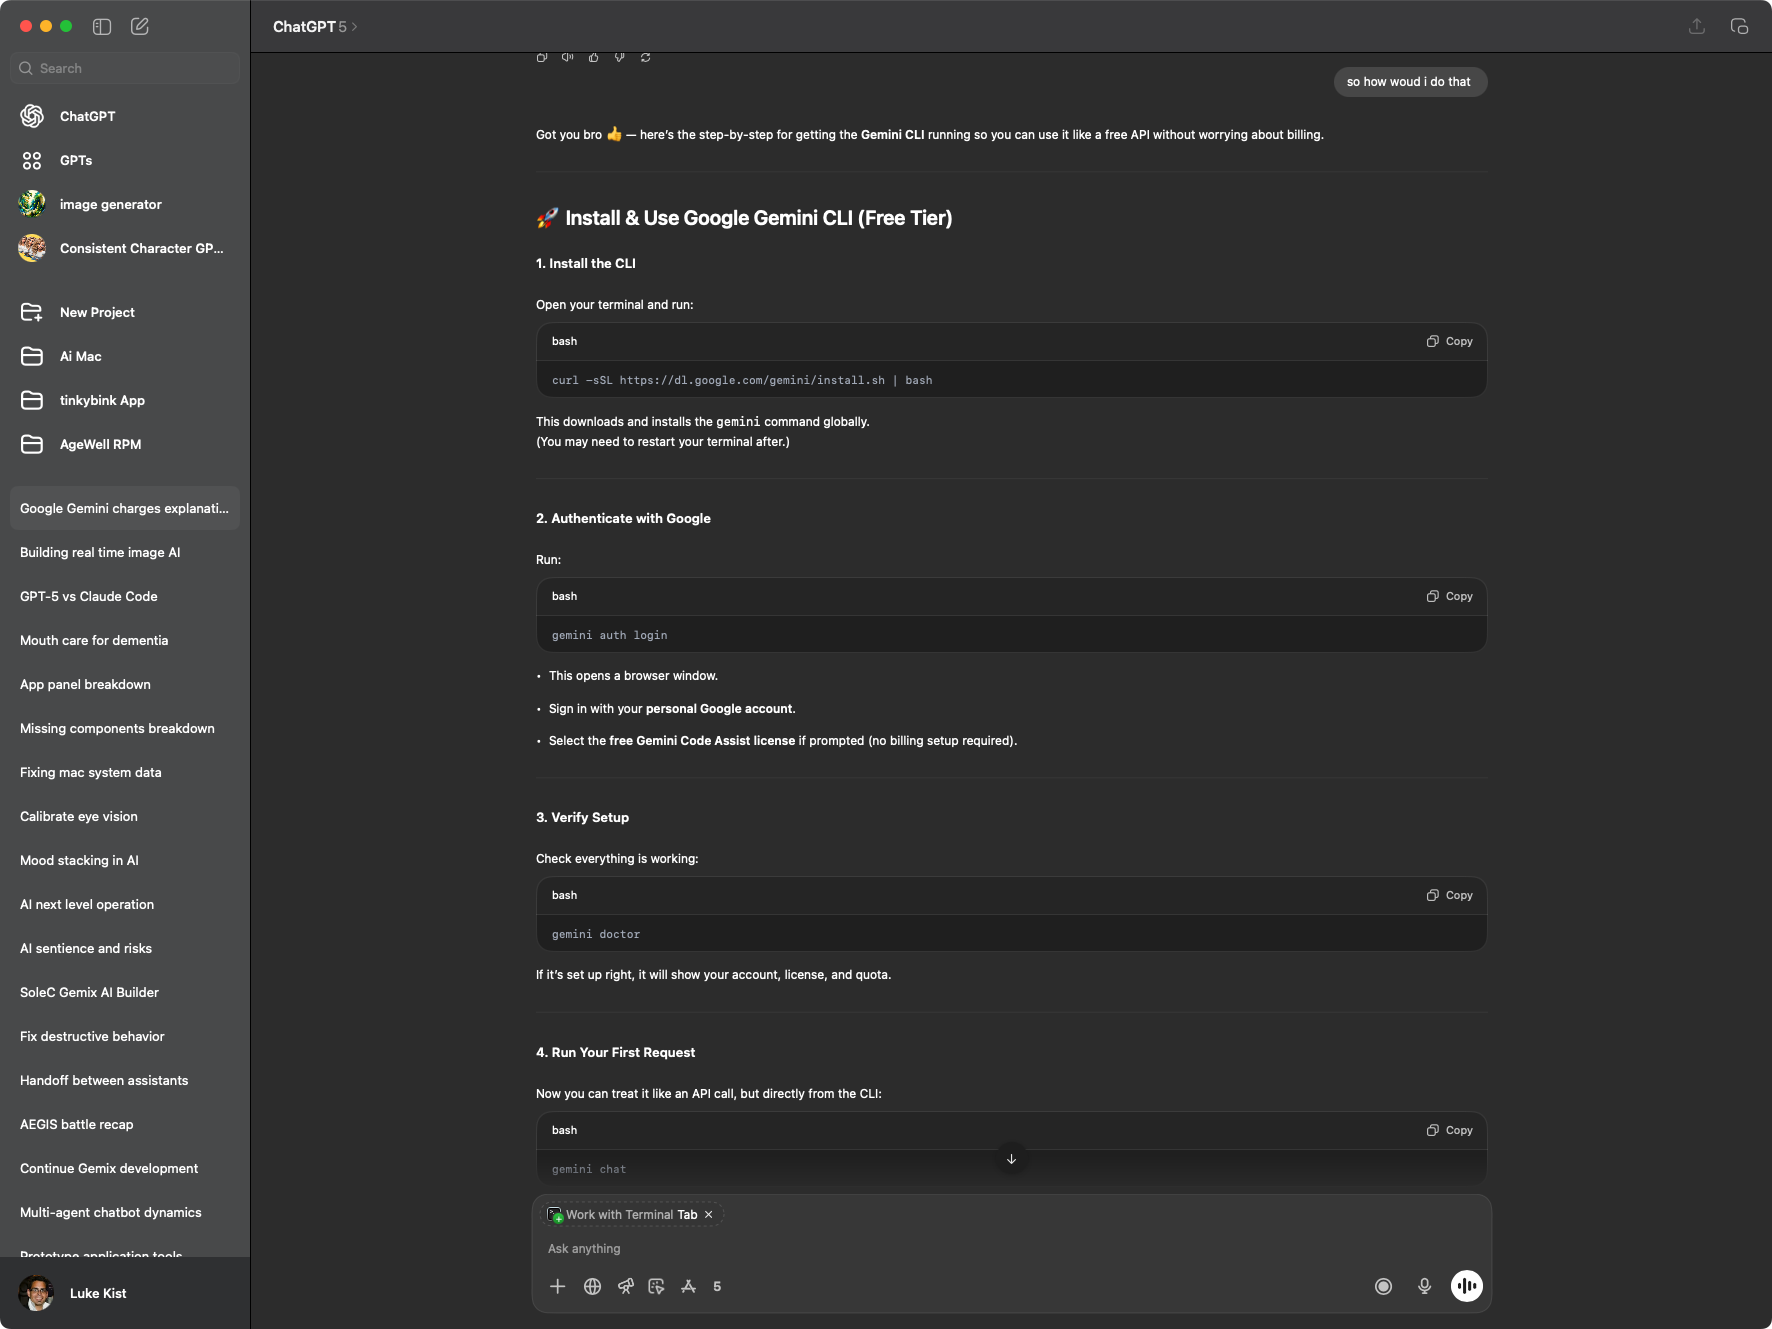 ChatGPT 5 >
Search
ChatGPT
GPTs
image generator
Consistent Character GP...
New Project
Ai Mac
tinkybink App
AgeWell RPM
Google Gemini charges explanati...
Building real time image AI
GPT-5 vs Claude Code
Mouth care for dementia
App panel breakdown
Missing components breakdown
Fixing mac system data
Calibrate eye vision
Mood stacking in AI
AI next level operation
AI sentience and risks
SoleC Gemix AI Builder
Fix destructive behavior
Handoff between assistants
AEGIS battle recap
Continue Gemix development
Multi-agent chatbot dynamics
Prototype application tools
Luke Kist
so how woud i do that
Got you bro 👍 — here's the step-by-step for getting the Gemini CLI running so you can use it like a free API without worrying about billing.
🚀 Install & Use Google Gemini CLI (Free Tier)
1. Install the CLI
Open your terminal and run:
bash
Copy
curl -sSL https://dl.google.com/gemini/install.sh | bash
This downloads and installs the gemini command globally.
(You may need to restart your terminal after.)
2. Authenticate with Google
Run:
bash
Copy
gemini auth login
• This opens a browser window.
• Sign in with your personal Google account.
• Select the free Gemini Code Assist license if prompted (no billing setup required).
3. Verify Setup
Check everything is working:
bash
Copy
gemini doctor
If it's set up right, it will show your account, license, and quota.
4. Run Your First Request
Now you can treat it like an API call, but directly from the CLI:
bash
Copy
gemini chat
Work with Terminal Tab ×
Ask anything
5